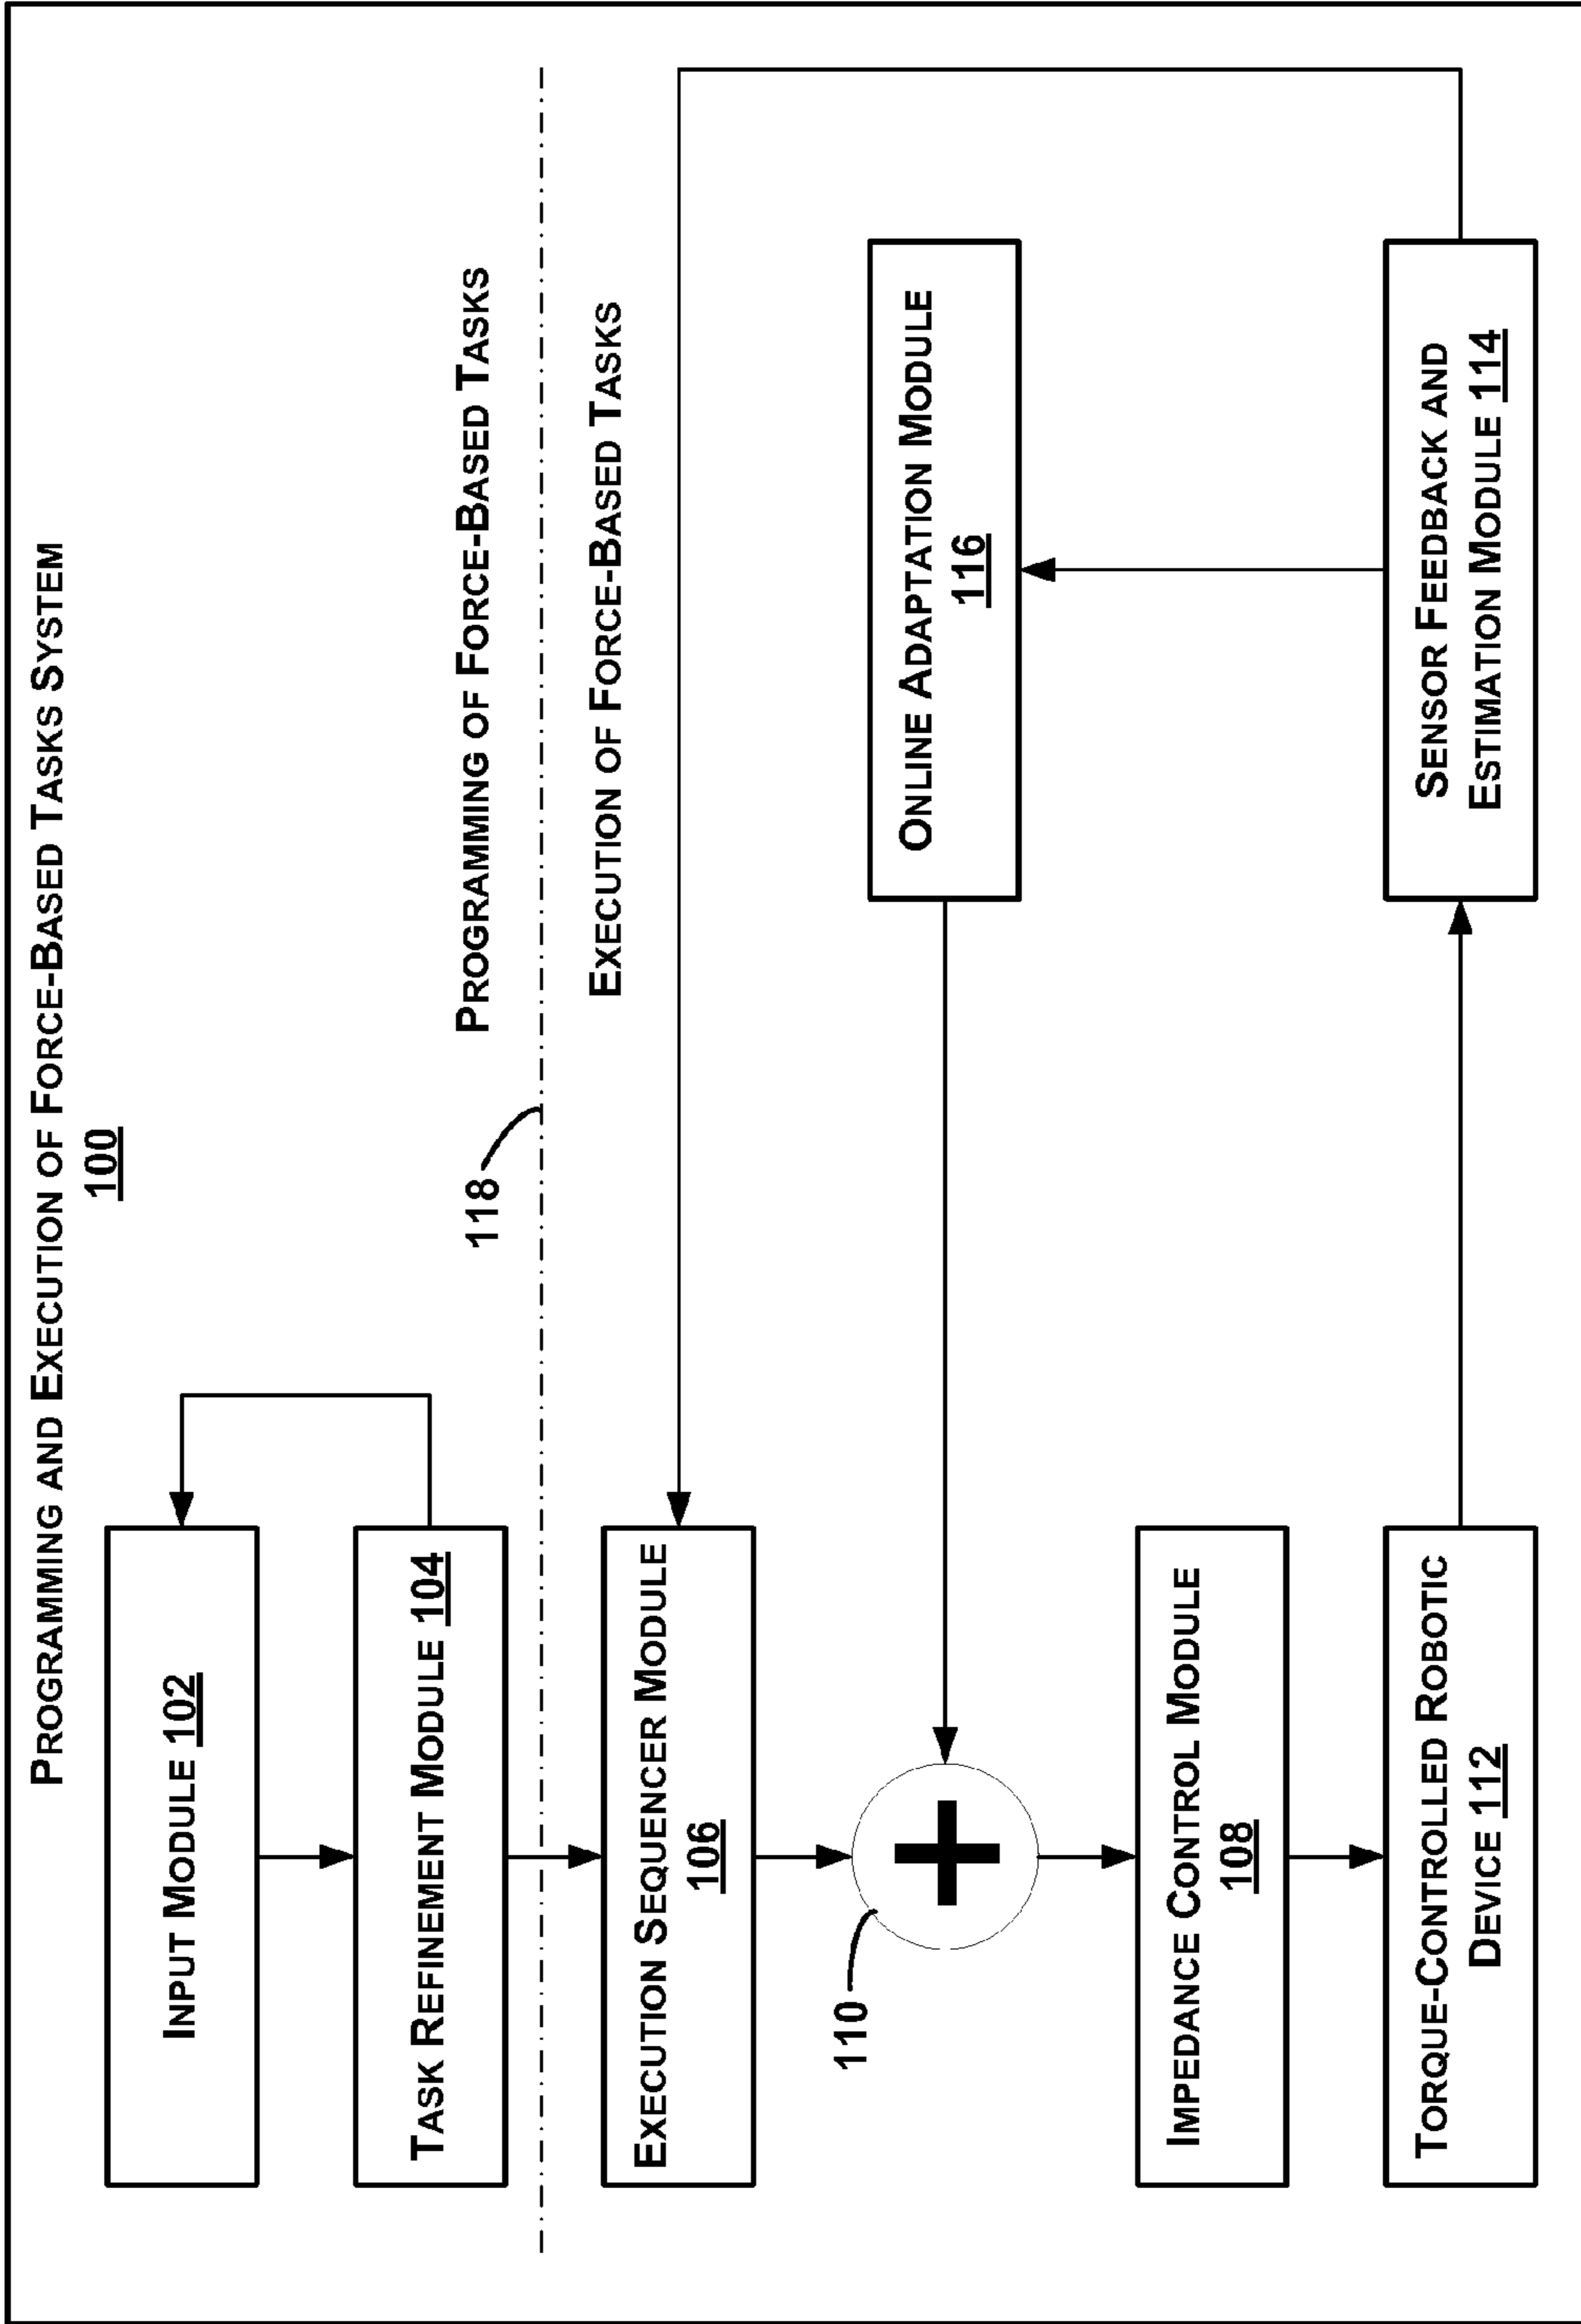 PROGRAMMING AND EXECUTION OF FORCE-BASED TASKS SYSTEM
100
INPUT MODULE 102
TASK REFINEMENT MODULE 104
118
PROGRAMING OF FORCE-BASED TASKS
EXECUTION OF FORCE-BASED TASKS
EXECUTION SEQUENCER MODULE
106
110
ONLINE ADAPTATION MODULE
116
IMPEDANCE CONTROL MODULE
108
TORQUE-CONTROLLED ROBOTIC
DEVICE 112
SENSOR FEEDBACK AND
ESTIMATION MODULE 114